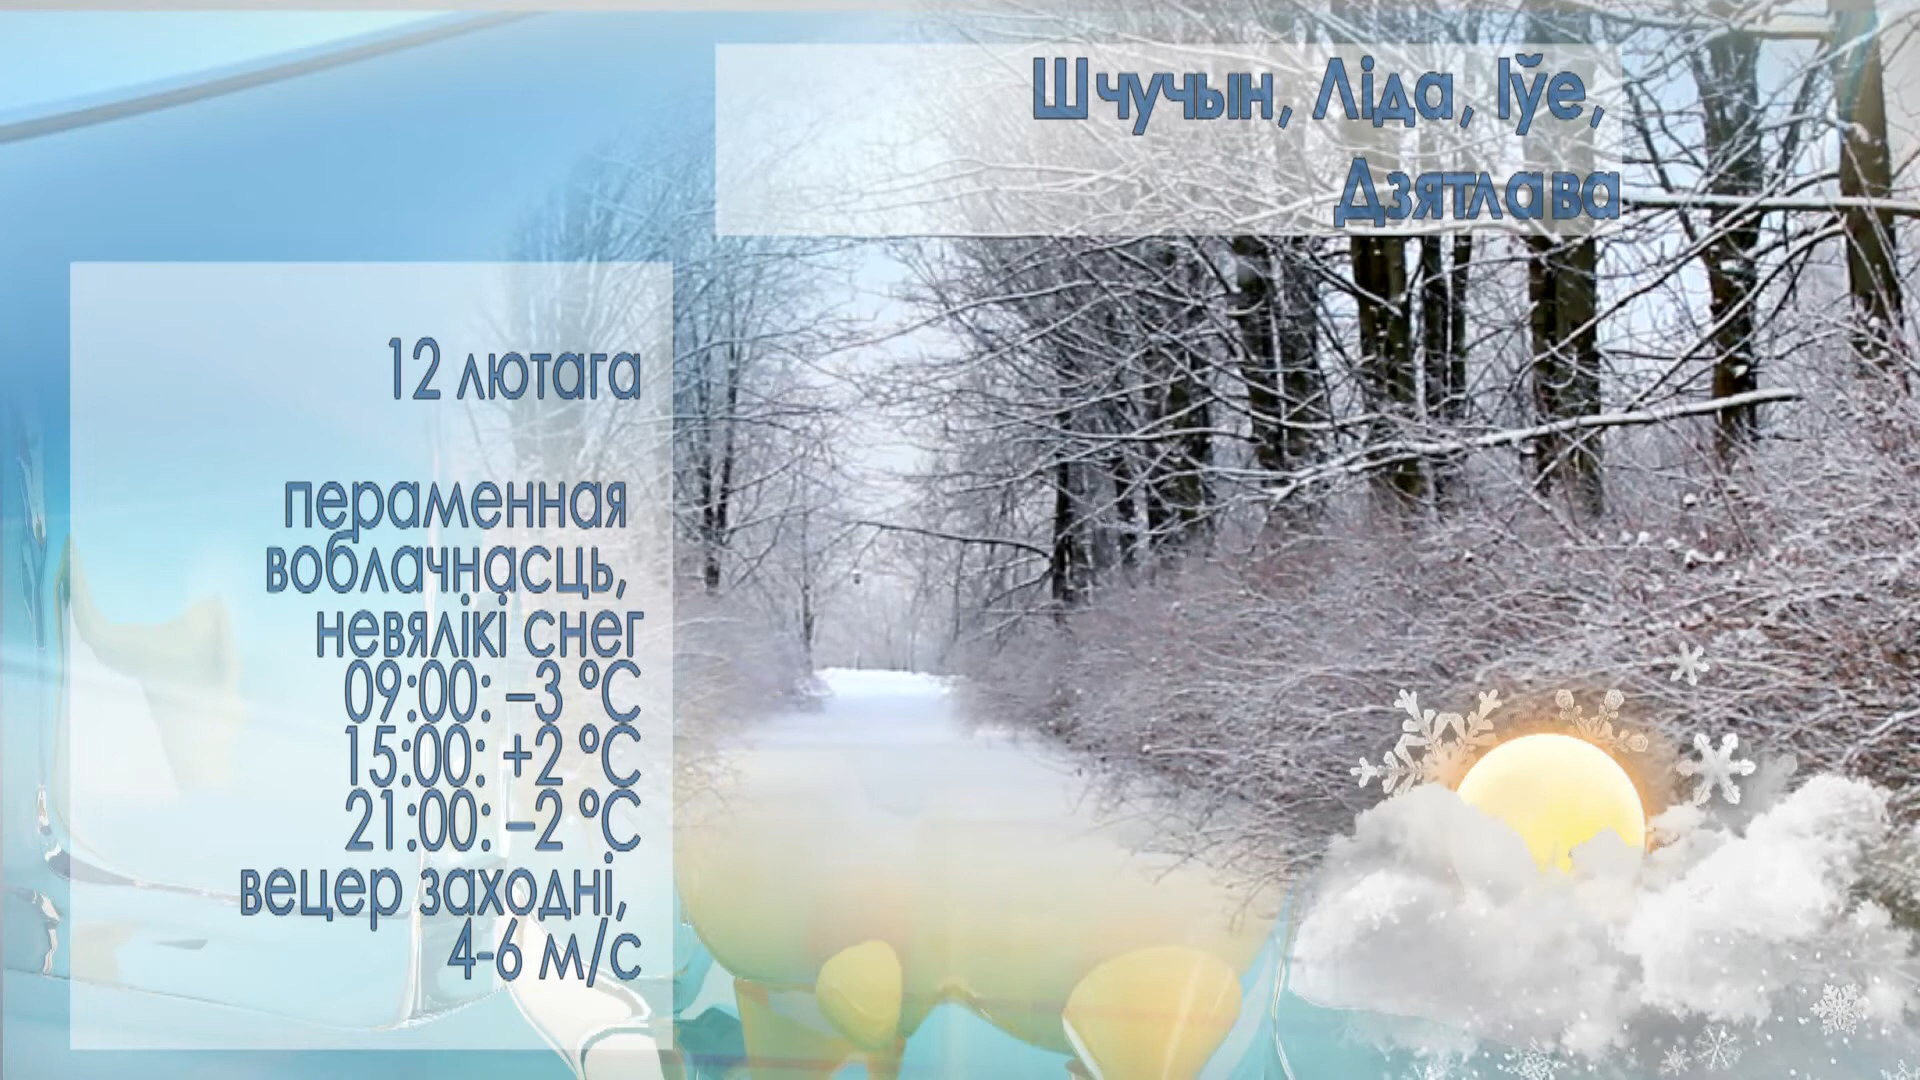 Шчучын, Ліда, Іўе,
Дзятлава
12 лютага
пераменная
воблачнасць,
невялікі снег
09:00: –3 °C
15:00: +2 °C
21:00: –2 °C
вецер заходні,
4-6 м/с